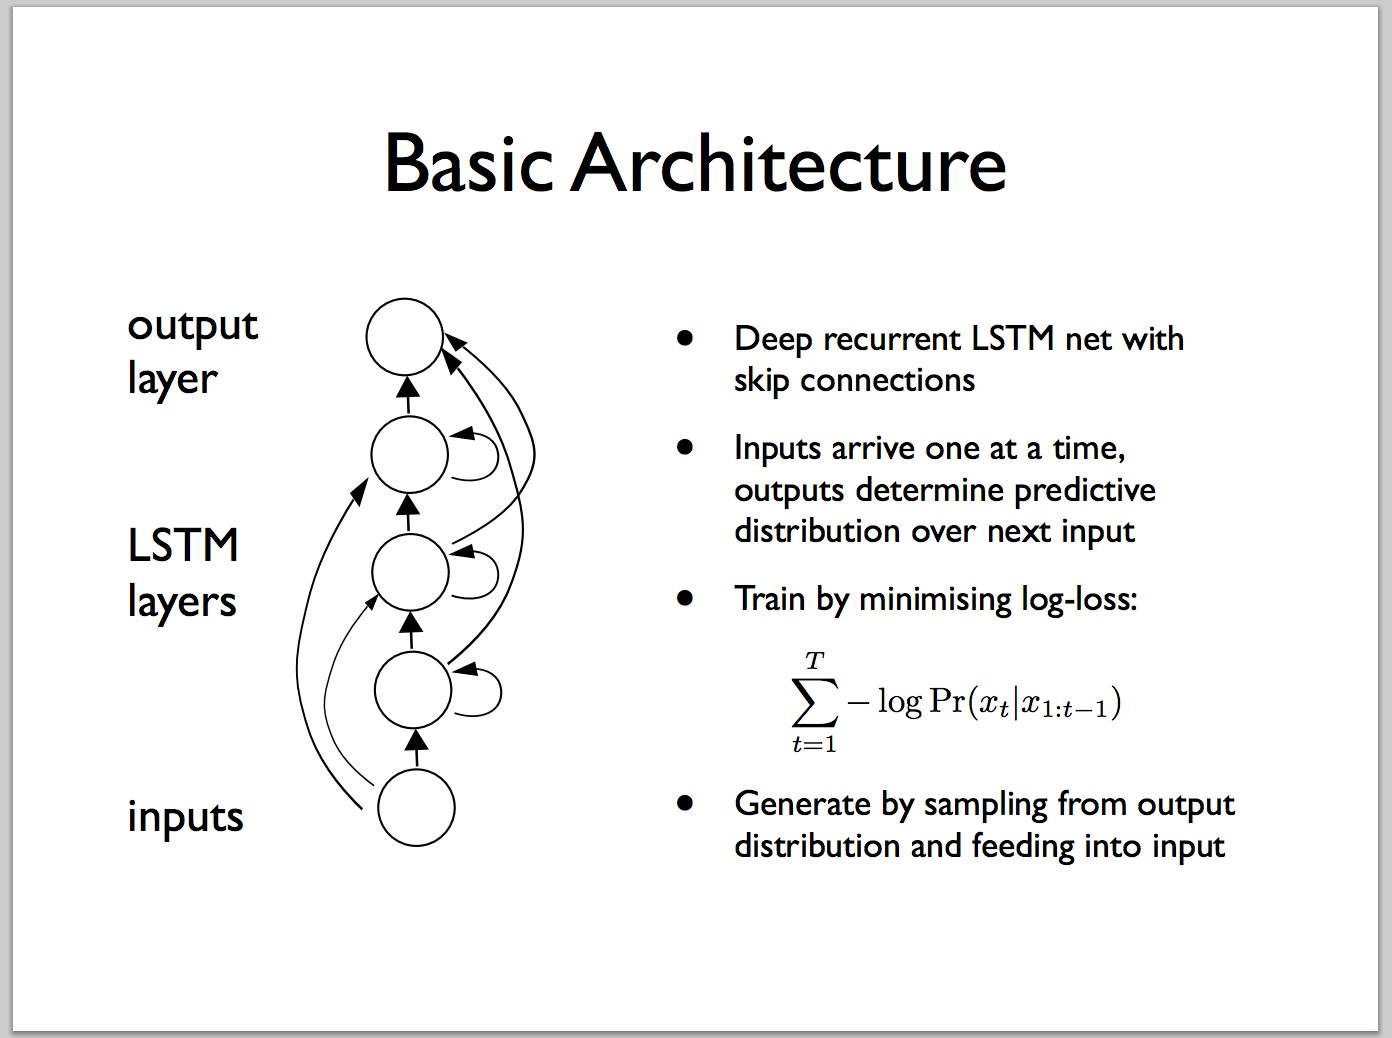 Basic Architecture
output
layer
LSTM
layers
inputs
● Deep recurrent LSTM net with
skip connections
● Inputs arrive one at a time,
outputs determine predictive
distribution over next input
● Train by minimising log-loss:
$\sum_{t=1}^{T} -\log \Pr(x_t|x_{1:t-1})$
● Generate by sampling from output
distribution and feeding into input